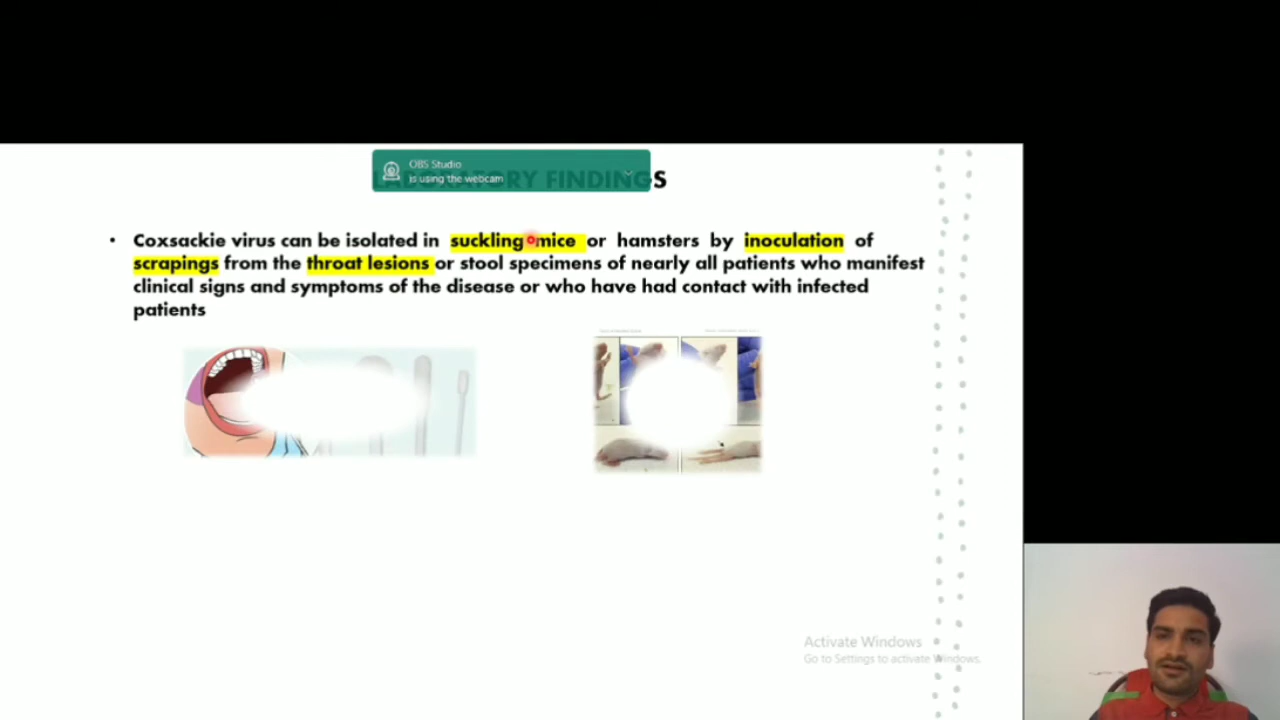 OBS Studio
is using the webcam
LABORATORY FINDINGS
• Coxsackie virus can be isolated in suckling mice or hamsters by inoculation of
scrapings from the throat lesions or stool specimens of nearly all patients who manifest
clinical signs and symptoms of the disease or who have had contact with infected
patients
Activate Windows
Go to Settings to activate Windows.